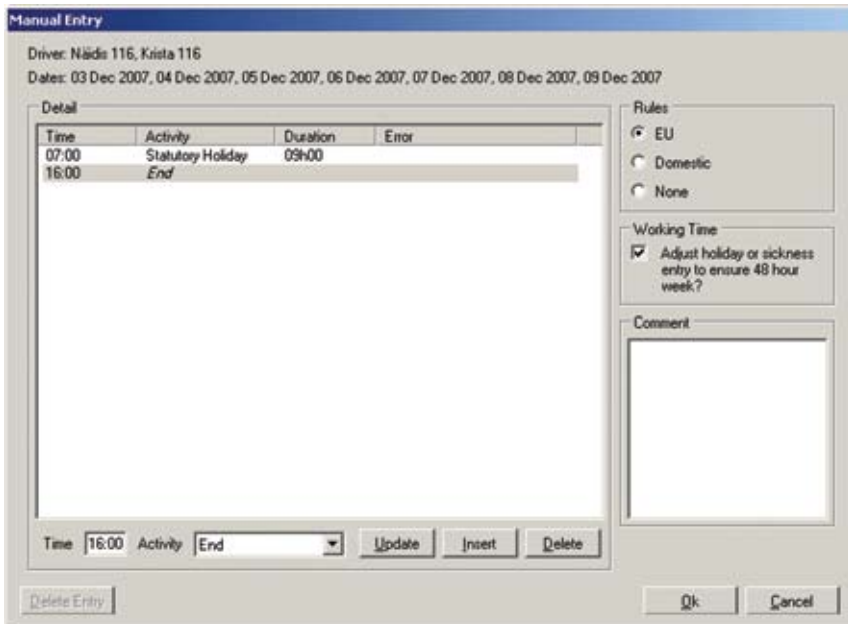 Manual Entry
Driver: Näidis 116, Krista 116
Dates: 03 Dec 2007, 04 Dec 2007, 05 Dec 2007, 06 Dec 2007, 07 Dec 2007, 08 Dec 2007, 09 Dec 2007
Detail
Time Activity Duration Error
07:00 Statutory Holiday 09h00
16:00 End
Time 16:00 Activity End Update Insert Delete
Rules
EU
Domestic
None
Working Time
Adjust holiday or sickness
entry to ensure 48 hour
week?
Comment
Delete Entry Ok Cancel